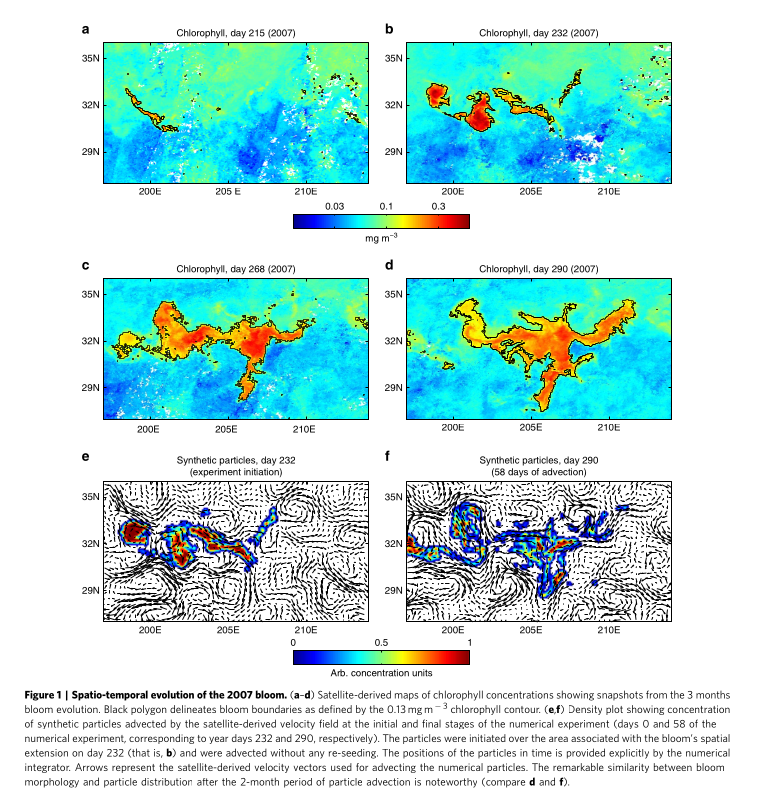 a
Chlorophyll, day 215 (2007)
b
Chlorophyll, day 232 (2007)
35N
32N
29N
200E
205 E
210E
35N
32N
29N
200E
205E
210E
0.03
0.1
0.3
mg m−3
c
Chlorophyll, day 268 (2007)
d
Chlorophyll, day 290 (2007)
35N
32N
29N
200E
205E
210E
35N
32N
29N
200E
205E
210E
e
Synthetic particles, day 232
(experiment initiation)
f
Synthetic particles, day 290
(58 days of advection)
35N
32N
29N
200E
205E
210E
35N
32N
29N
200E
205E
210E
0
0.5
1
Arb. concentration units
Figure 1 | Spatio-temporal evolution of the 2007 bloom. (a–d) Satellite-derived maps of chlorophyll concentrations showing snapshots from the 3 months
bloom evolution. Black polygon delineates bloom boundaries as defined by the 0.13 mg m−3 chlorophyll contour. (e,f) Density plot showing concentration
of synthetic particles advected by the satellite-derived velocity field at the initial and final stages of the numerical experiment (days 0 and 58 of the
numerical experiment, corresponding to year days 232 and 290, respectively). The particles were initiated over the area associated with the bloom's spatial
extension on day 232 (that is, b) and were advected without any re-seeding. The positions of the particles in time is provided explicitly by the numerical
integrator. Arrows represent the satellite-derived velocity vectors used for advecting the numerical particles. The remarkable similarity between bloom
morphology and particle distribution after the 2-month period of particle advection is noteworthy (compare d and f).